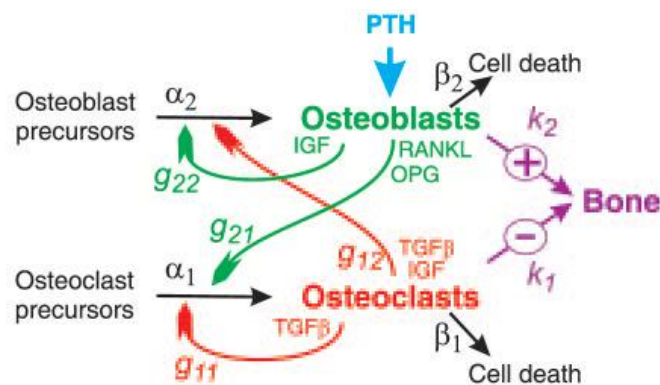 PTH
β2
Cell death
Osteoblast
precursors
α2
Osteoblasts
k2
IGF
RANKL
OPG
+
g22
Bone
g21
g12
TGFβ
IGF
−
k1
Osteoclast
precursors
α1
Osteoclasts
TGFβ
β1
g11
Cell death